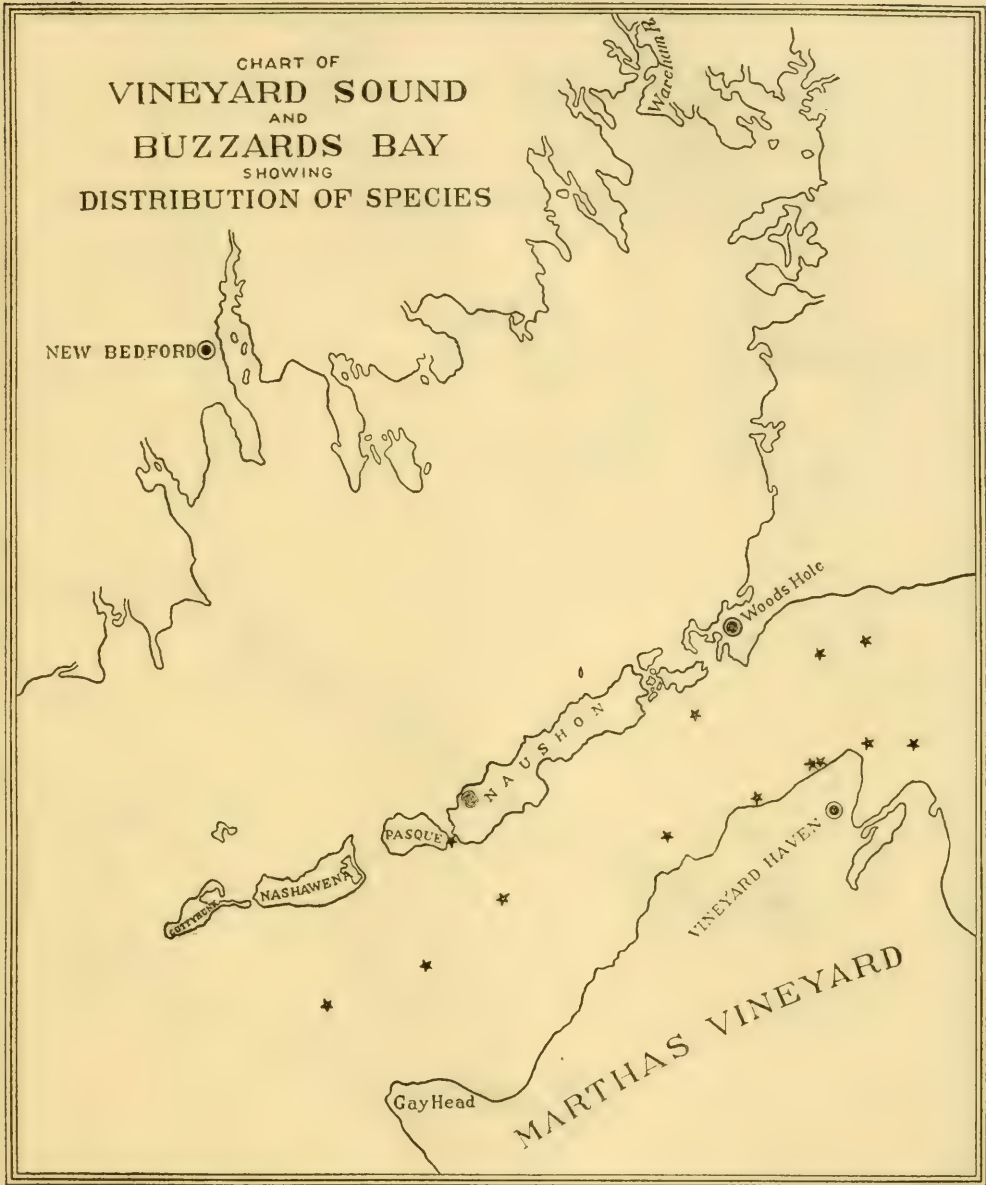 CHART OF
VINEYARD SOUND
AND
BUZZARDS BAY
SHOWING
DISTRIBUTION OF SPECIES
Wareham R.
NEW BEDFORD
Woods Hole
NAUSHON
PASQUE
NASHAWENA
CUTTYHUNK
VINEYARD HAVEN
MARTHAS VINEYARD
Gay Head